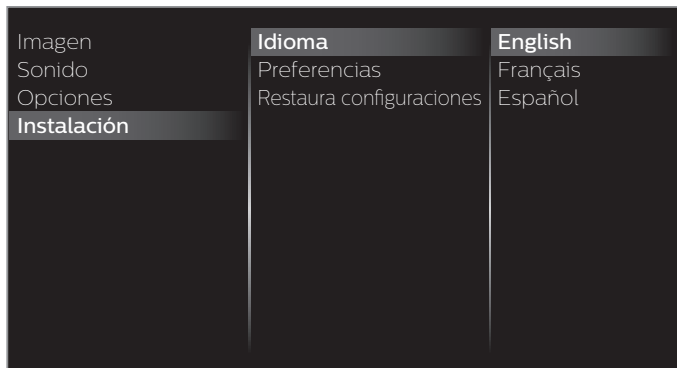 Imagen
Sonido
Opciones
Instalación
Idioma
Preferencias
Restaura configuraciones
English
Français
Español